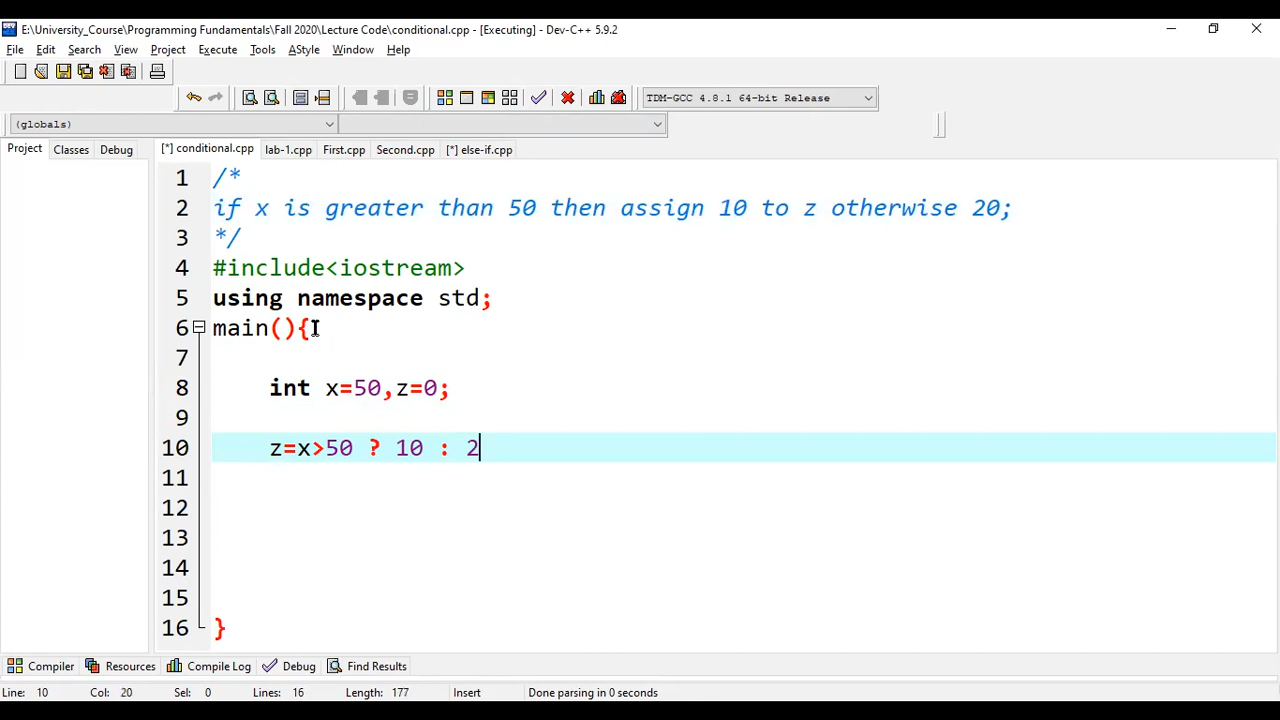 E:\University_Course\Programming Fundamentals\Fall 2020\Lecture Code\conditional.cpp - [Executing] - Dev-C++ 5.9.2
File Edit Search View Project Execute Tools AStyle Window Help
TDM-GCC 4.8.1 64-bit Release
(globals)
Project Classes Debug [*] conditional.cpp lab-1.cpp First.cpp Second.cpp [*] else-if.cpp
1 /*
2 if x is greater than 50 then assign 10 to z otherwise 20;
3 */
4 #include<iostream>
5 using namespace std;
6 main(){
7
8 int x=50,z=0;
9
10 z=x>50 ? 10 : 2
11
12
13
14
15
16 }
Compiler Resources Compile Log Debug Find Results
Line: 10 Col: 20 Sel: 0 Lines: 16 Length: 177 Insert Done parsing in 0 seconds